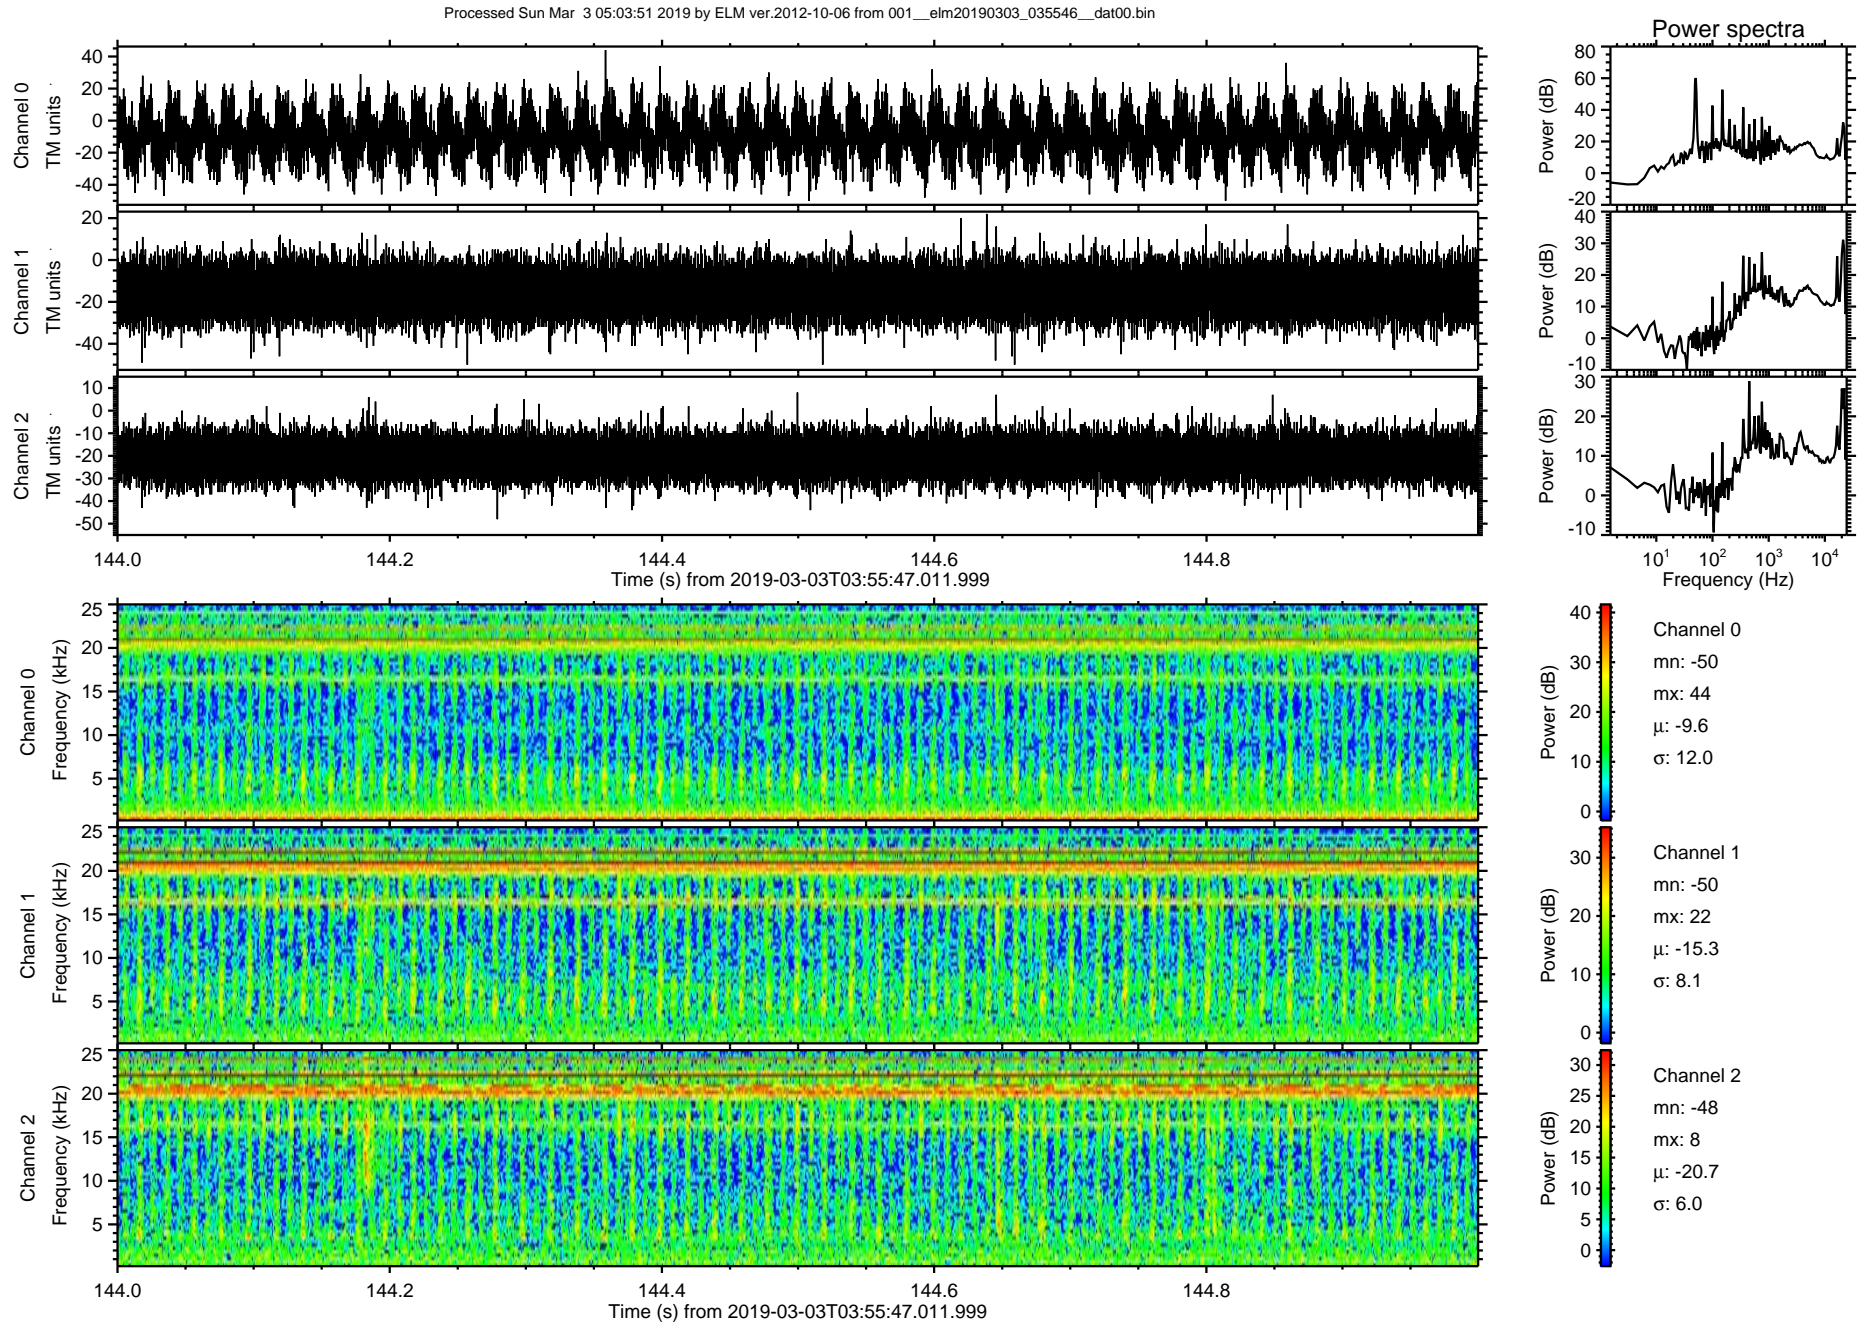 Processed Sun Mar  3 05:03:51 2019 by ELM ver.2012-10-06 from 001__elm20190303_035546__dat00.bin
Power spectra
Channel 0
TM units
40
20
0
-20
-40
Power (dB)
80
60
40
20
0
-20
Channel 1
TM units
20
0
-20
-40
Power (dB)
40
30
20
10
0
-10
Channel 2
TM units
10
0
-10
-20
-30
-40
-50
Power (dB)
30
20
10
0
-10
144.0 144.2 144.4 144.6 144.8
Time (s) from 2019-03-03T03:55:47.011.999
10¹ 10² 10³ 10⁴
Frequency (Hz)
Channel 0
Frequency (kHz)
25
20
15
10
5
Power (dB)
40
30
20
10
0
Channel 0
mn: -50
mx: 44
μ: -9.6
σ: 12.0
Channel 1
Frequency (kHz)
25
20
15
10
5
Power (dB)
30
20
10
0
Channel 1
mn: -50
mx: 22
μ: -15.3
σ: 8.1
Channel 2
Frequency (kHz)
25
20
15
10
5
Power (dB)
30
25
20
15
10
5
0
Channel 2
mn: -48
mx: 8
μ: -20.7
σ: 6.0
144.0 144.2 144.4 144.6 144.8
Time (s) from 2019-03-03T03:55:47.011.999